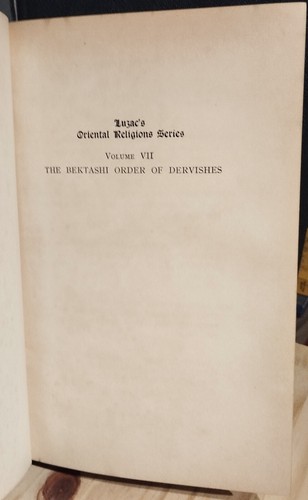 Luzac's
Oriental Religions Series
Volume VII
THE BEKTASHI ORDER OF DERVISHES